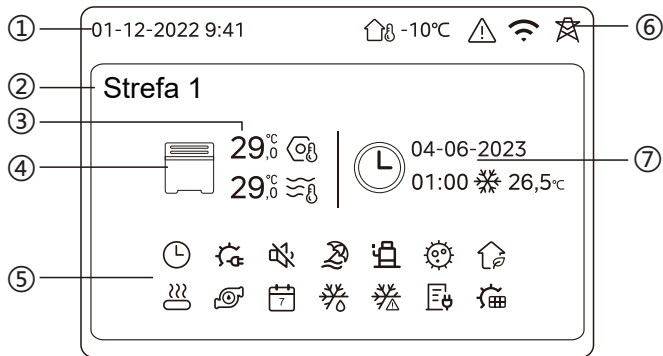 ① 01-12-2022 9:41 -10℃ ⑥
② Strefa 1
③
④ 29,0 ℃ 04-06-2023 ⑦
29,0 ℃ 01:00 26,5℃
⑤
7